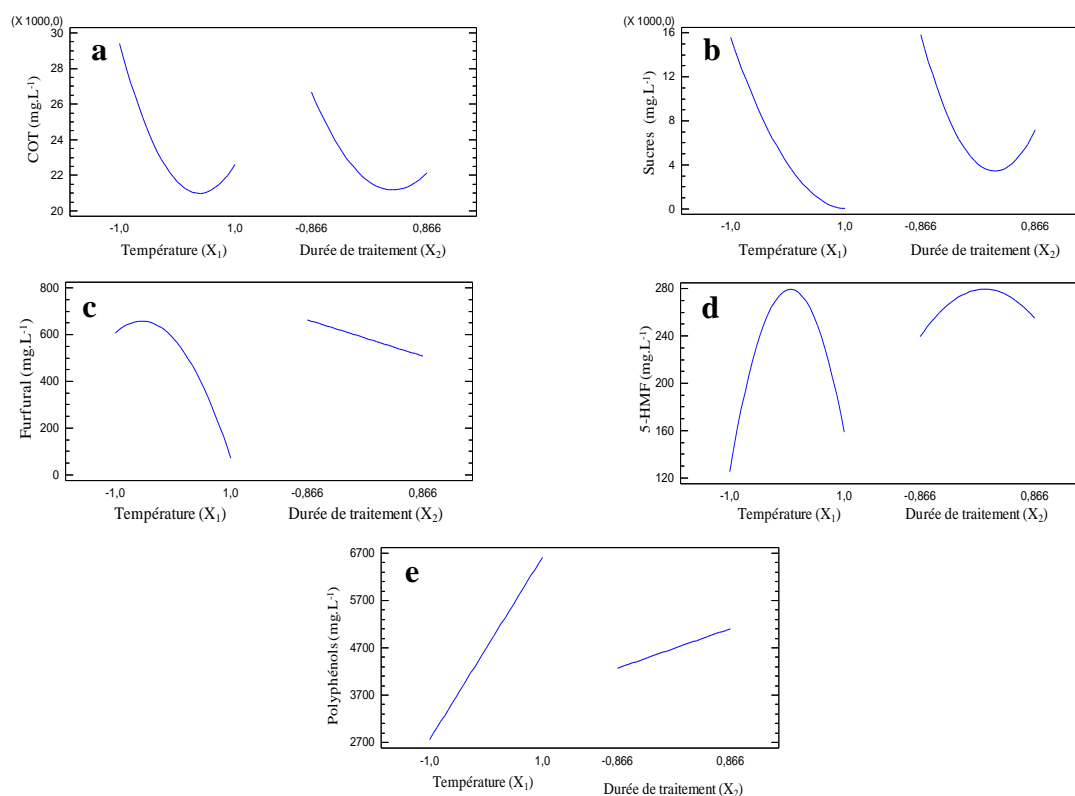 (X 1000,0)
a
COT (mg.L-1)
30
28
26
24
22
21
20
-1,0
1,0
-0,866
0,866
Température (X1)
Durée de traitement (X2)
(X 1000,0)
b
Sucres (mg.L-1)
16
12
8
4
0
-1,0
1,0
-0,866
0,866
Température (X1)
Durée de traitement (X2)
c
Furfural (mg.L-1)
800
600
400
200
0
-1,0
1,0
-0,866
0,866
Température (X1)
Durée de traitement (X2)
d
5-HMF (mg.L-1)
280
240
200
160
120
-1,0
1,0
-0,866
0,866
Température (X1)
Durée de traitement (X2)
e
Polyphénols (mg.L-1)
6700
5700
4700
3700
2700
-1,0
1,0
-0,866
0,866
Température (X1)
Durée de traitement (X2)